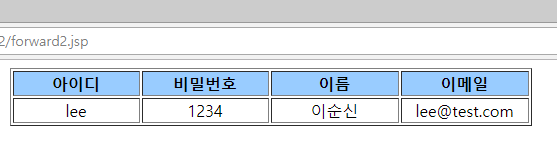 2/forward2.jsp
아이디 비밀번호 이름 이메일
lee 1234 이순신 lee@test.com